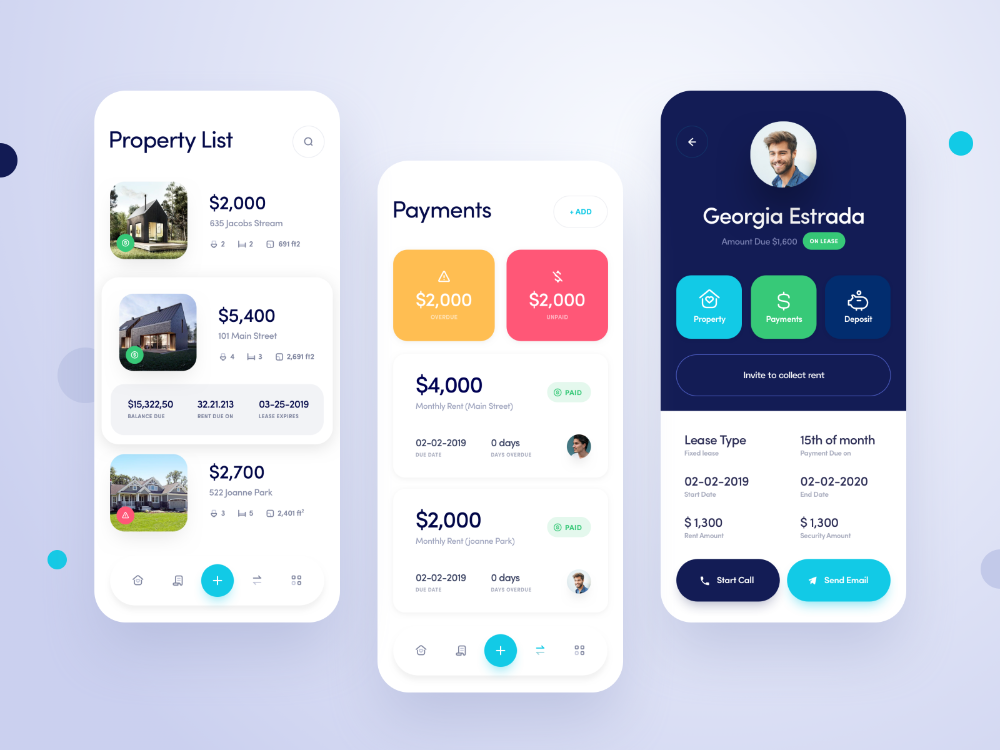 Property List
$2,000
635 Jacobs Stream
2 2 691 ft2
$5,400
101 Main Street
4 3 2,691 ft2
$15,322,50 32.21.213 03-25-2019
BALANCE DUE RENT DUE ON LEASE EXPIRES
$2,700
522 Joanne Park
3 6 2,401 ft²
Payments
+ ADD
$2,000 $2,000
OVERDUE UNPAID
$4,000
PAID
Monthly Rent (Main Street)
02-02-2019 0 days
DUE DATE DAYS OVERDUE
$2,000
PAID
Monthly Rent (joanne Park)
02-02-2019 0 days
DUE DATE DAYS OVERDUE
Georgia Estrada
Amount Due $1,600 ON LEASE
Property Payments Deposit
Invite to collect rent
Lease Type 15th of month
Fixed lease Payment Due on
02-02-2019 02-02-2020
Start Date End Date
$ 1,300 $ 1,300
Rent Amount Security Amount
Start Call Send Email